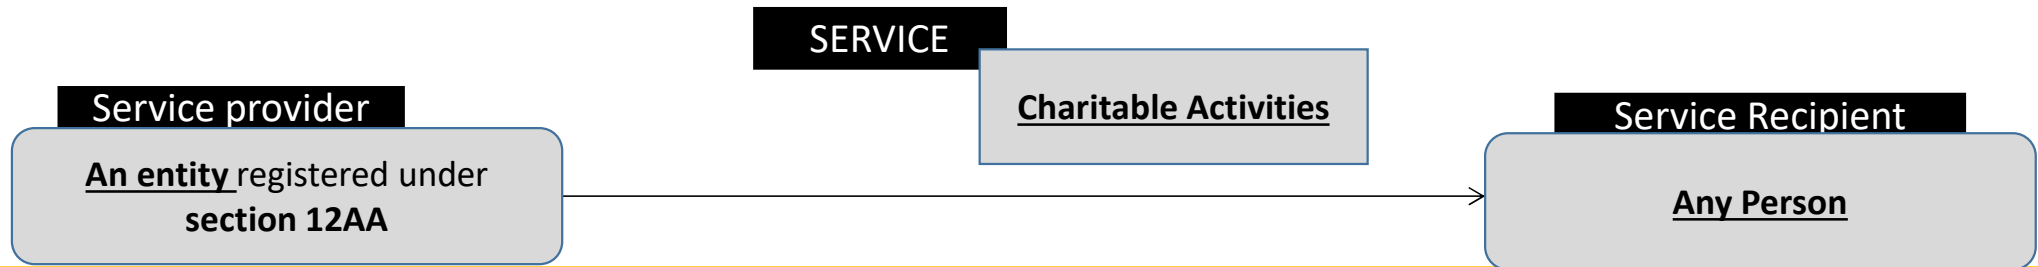 SERVICE
Charitable Activities
Service provider
An entity registered under
section 12AA
Service Recipient
Any Person